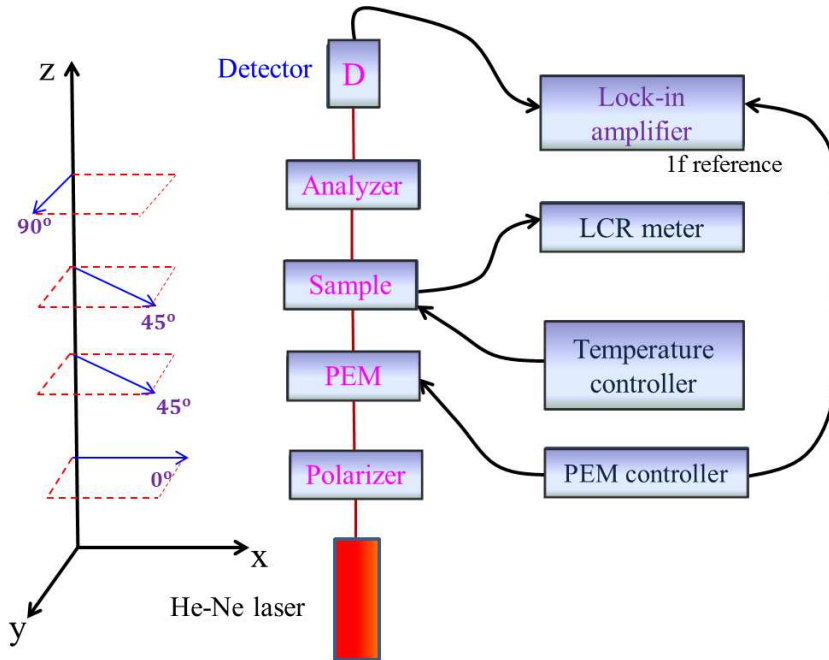 z
Detector
D
Lock-in
amplifier
1f reference
Analyzer
90°
LCR meter
Sample
45°
Temperature
controller
PEM
45°
Polarizer
0°
PEM controller
x
He-Ne laser
y